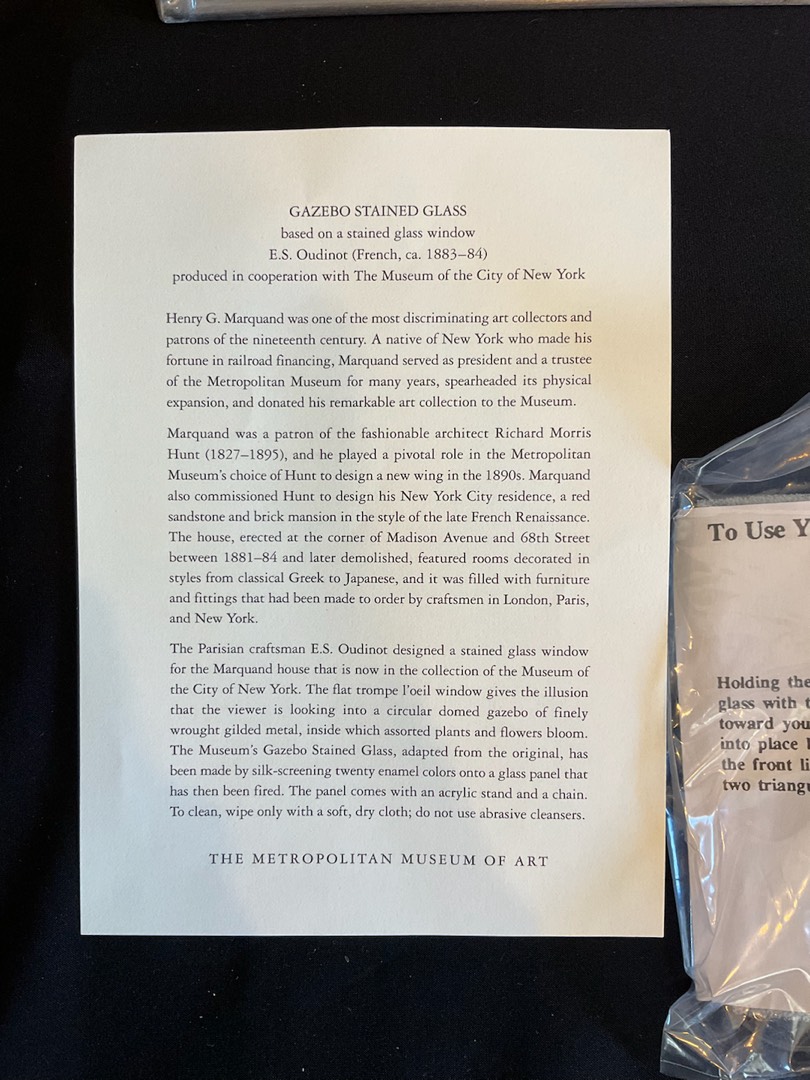 GAZEBO STAINED GLASS
based on a stained glass window
E.S. Oudinot (French, ca. 1883–84)
produced in cooperation with The Museum of the City of New York
Henry G. Marquand was one of the most discriminating art collectors and
patrons of the nineteenth century. A native of New York who made his
fortune in railroad financing, Marquand served as president and a trustee
of the Metropolitan Museum for many years, spearheaded its physical
expansion, and donated his remarkable art collection to the Museum.
Marquand was a patron of the fashionable architect Richard Morris
Hunt (1827–1895), and he played a pivotal role in the Metropolitan
Museum's choice of Hunt to design a new wing in the 1890s. Marquand
also commissioned Hunt to design his New York City residence, a red
sandstone and brick mansion in the style of the late French Renaissance.
The house, erected at the corner of Madison Avenue and 68th Street
between 1881–84 and later demolished, featured rooms decorated in
styles from classical Greek to Japanese, and it was filled with furniture
and fittings that had been made to order by craftsmen in London, Paris,
and New York.
The Parisian craftsman E.S. Oudinot designed a stained glass window
for the Marquand house that is now in the collection of the Museum of
the City of New York. The flat trompe l'oeil window gives the illusion
that the viewer is looking into a circular domed gazebo of finely
wrought gilded metal, inside which assorted plants and flowers bloom.
The Museum's Gazebo Stained Glass, adapted from the original, has
been made by silk-screening twenty enamel colors onto a glass panel that
has then been fired. The panel comes with an acrylic stand and a chain.
To clean, wipe only with a soft, dry cloth; do not use abrasive cleansers.
THE METROPOLITAN MUSEUM OF ART
To Use Y
Holding the
glass with t
toward you
into place
the front li
two triang